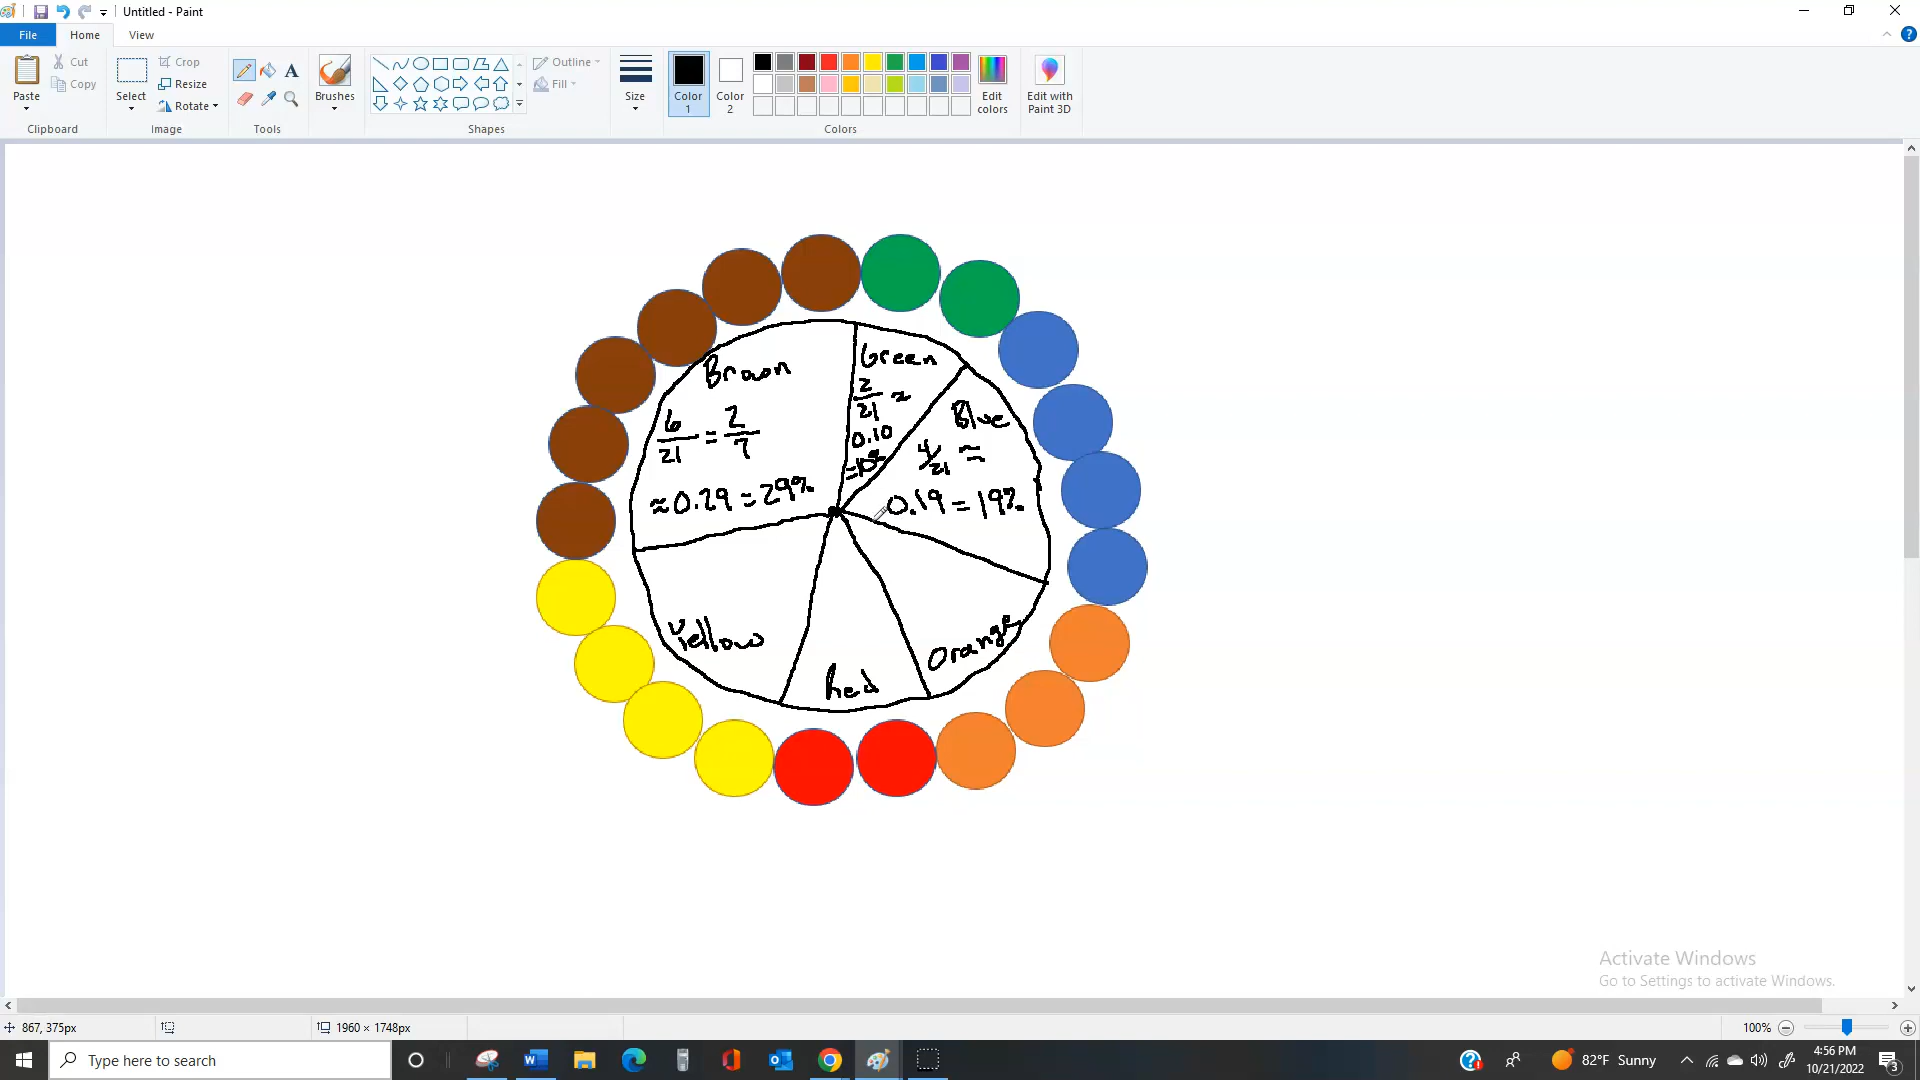 Untitled - Paint
File
Home
View
Paste
Cut
Copy
Clipboard
Select
Crop
Resize
Rotate
Image
A
Tools
Brushes
Shapes
Outline
Fill
Size
Color 1
Color 2
Edit colors
Edit with Paint 3D
Colors
Brown
6/21 = 2/7
≈0.29 = 29%
Green
2/21 ≈
0.10
=10%
Blue
4/21 ≈
0.19 = 19%
Yellow
Red
Orange
Activate Windows
Go to Settings to activate Windows.
867, 375px
1960 × 1748px
100%
Type here to search
82°F Sunny
4:56 PM
10/21/2022
3